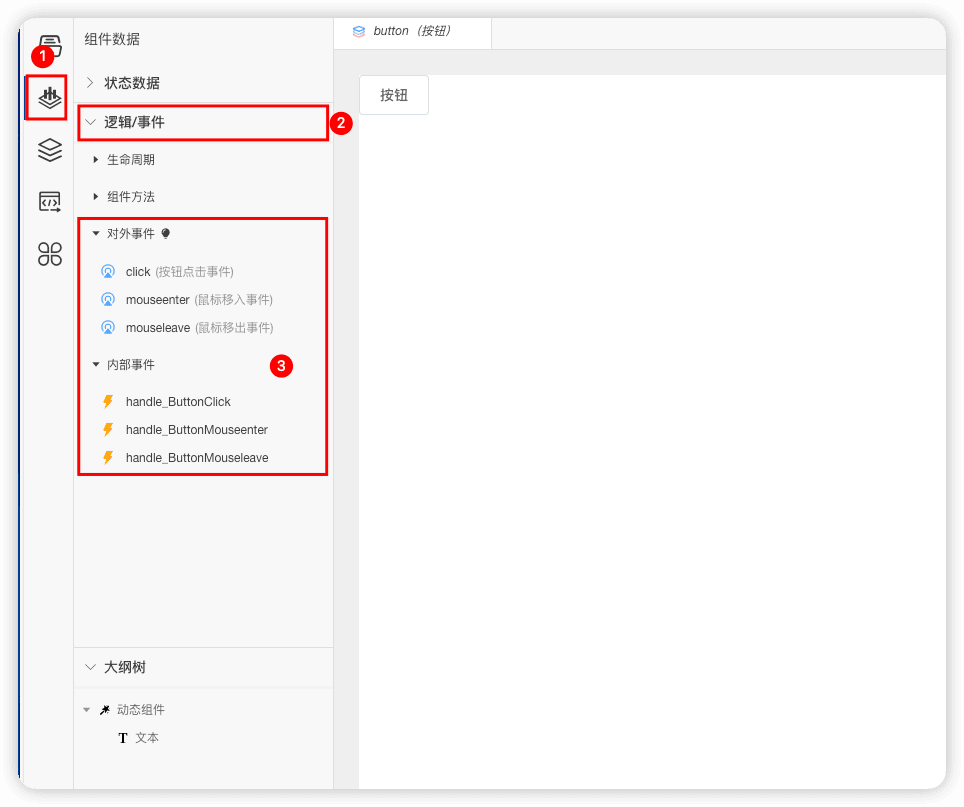 组件数据
button（按钮）
1
状态数据
逻辑/事件
2
按钮
生命周期
组件方法
对外事件
click (按钮点击事件)
mouseenter (鼠标移入事件)
mouseleave (鼠标移出事件)
内部事件
3
handle_ButtonClick
handle_ButtonMouseenter
handle_ButtonMouseleave
大纲树
动态组件
T 文本